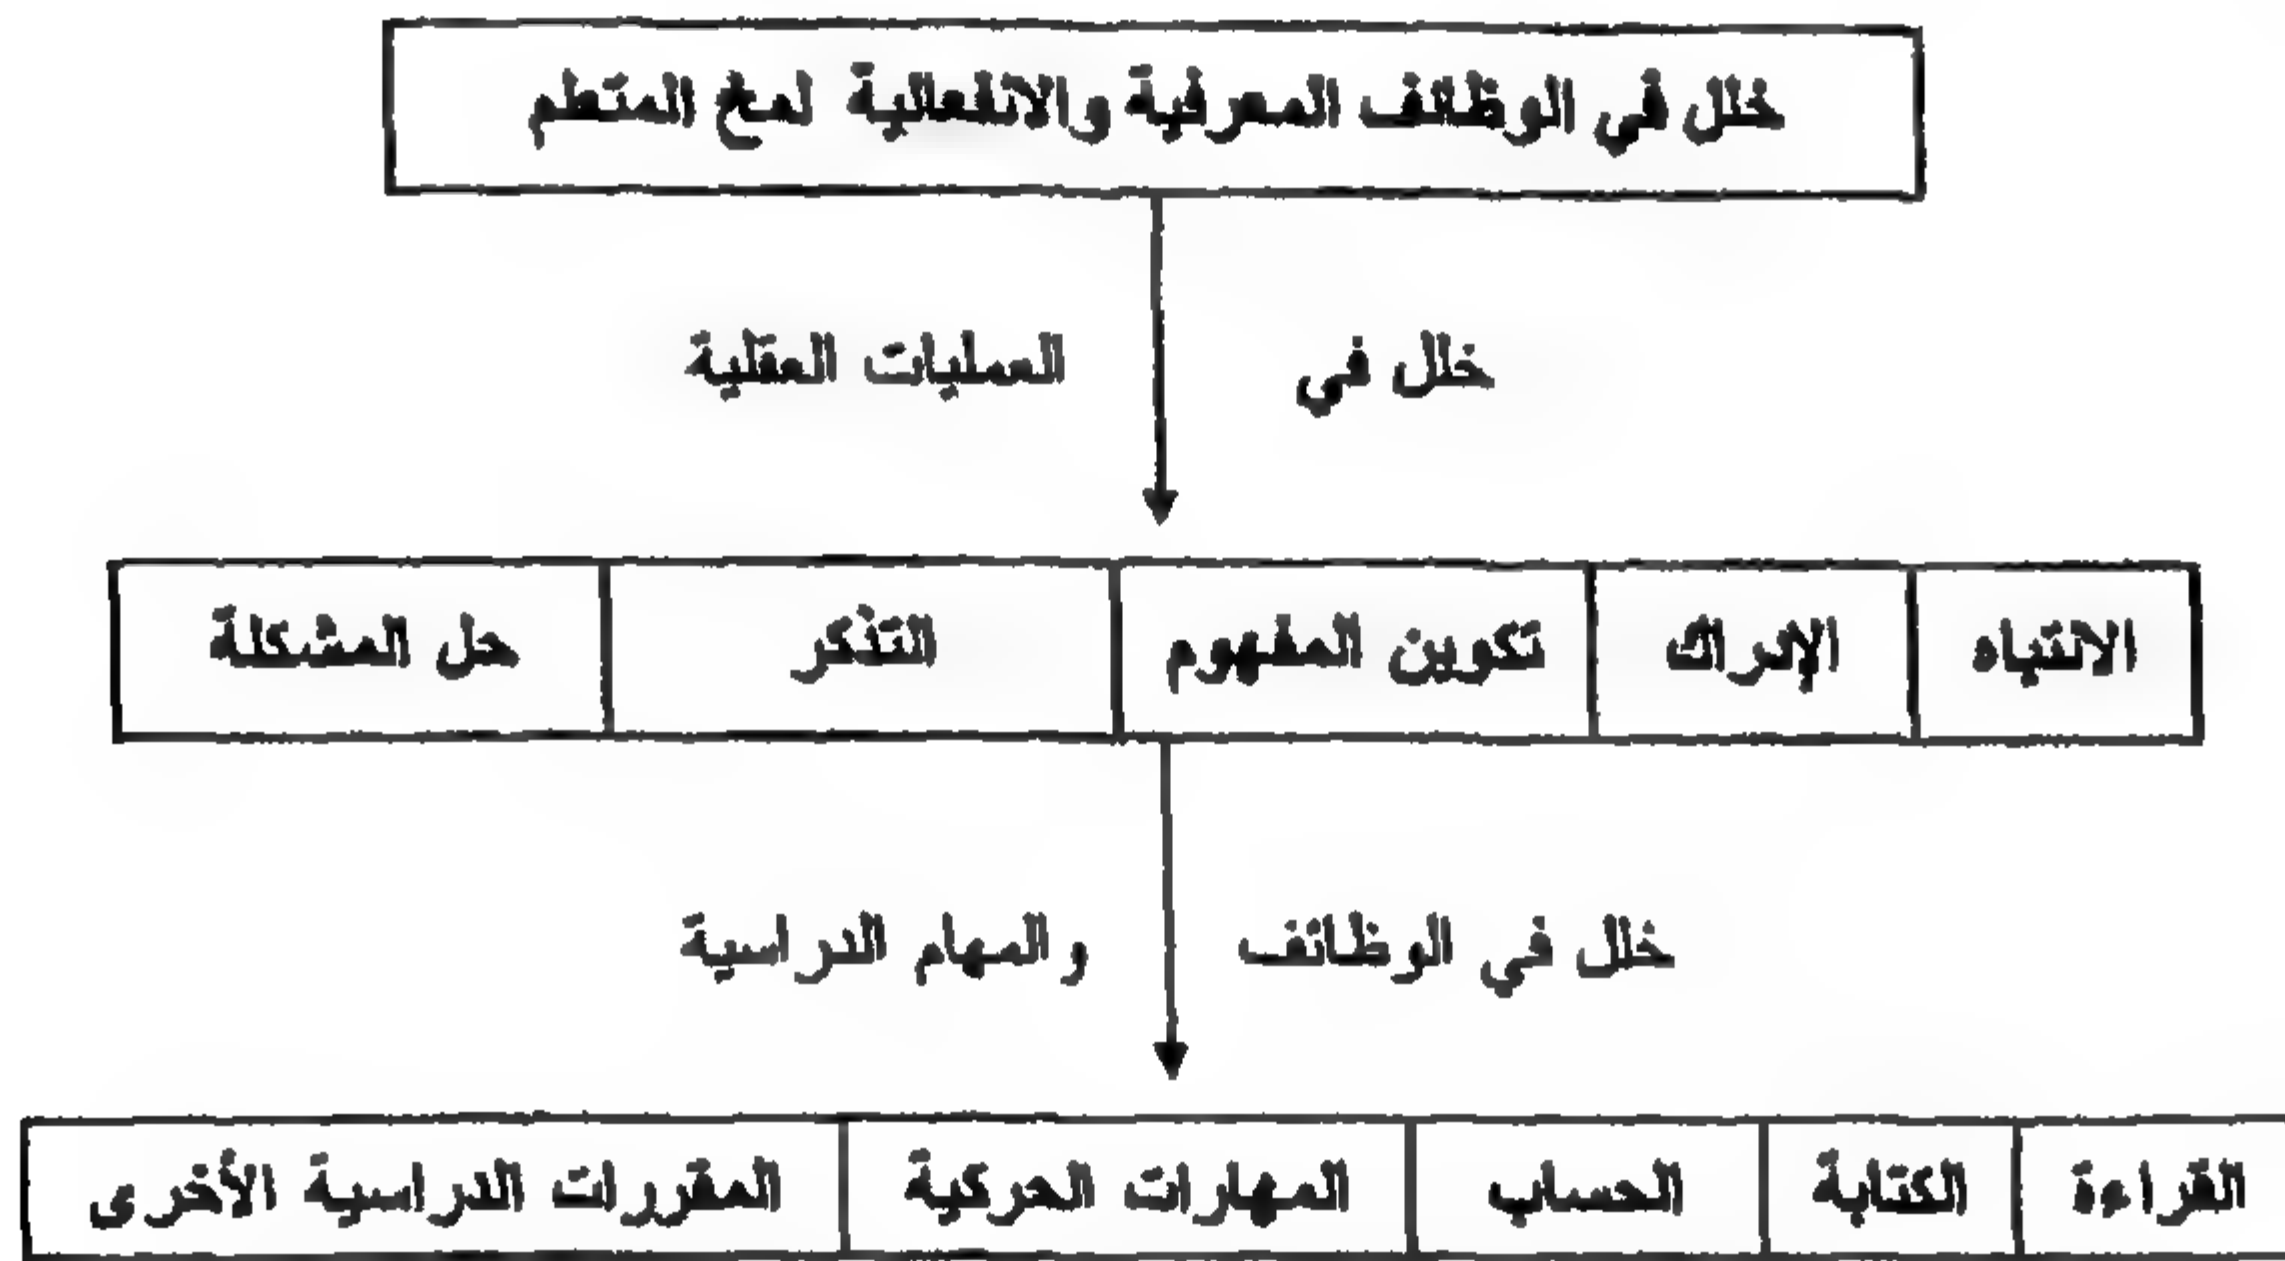 خلل في الوظائف المعرفية والانفعالية لمخ المتعلم
خلل في العمليات العقلية
الانتباه الإدراك تكوين المفهوم التذكر حل المشكلة
خلل في الوظائف والمهام الدراسية
القراءة الكتابة الحساب المهارات الحركية المقررات الدراسية الأخرى